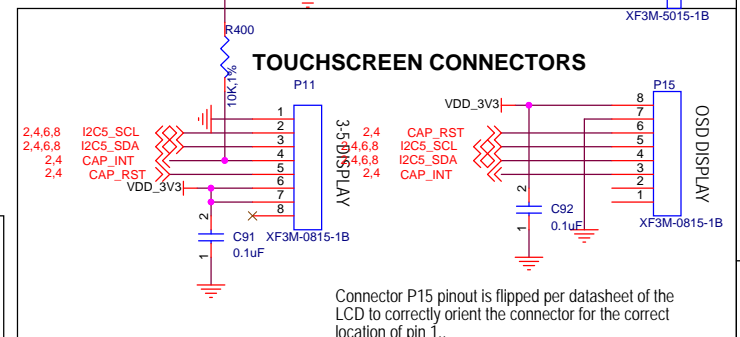 XF3M-5015-1B
R400
10K,1%
TOUCHSCREEN CONNECTORS
P11
1
2
3
4
5
6
7
8
2,4,6,8 I2C5_SCL
2,4,6,8 I2C5_SDA
2,4 CAP_INT
2,4 CAP_RST
VDD_3V3
2
1
C91
0.1uF
XF3M-0815-1B
3-5 DISPLAY
P15
VDD_3V3
8
7
6
5
4
3
2
1
2,4 CAP_RST
2,4,6,8 I2C5_SCL
2,4,6,8 I2C5_SDA
2,4 CAP_INT
2
1
C92
0.1uF
XF3M-0815-1B
OSD DISPLAY
Connector P15 pinout is flipped per datasheet of the
LCD to correctly orient the connector for the correct
location of pin 1..